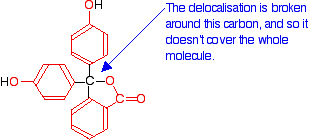 OH
The delocalisation is broken
around this carbon, and so it
doesn't cover the whole
molecule.
HO
C
O
C=O